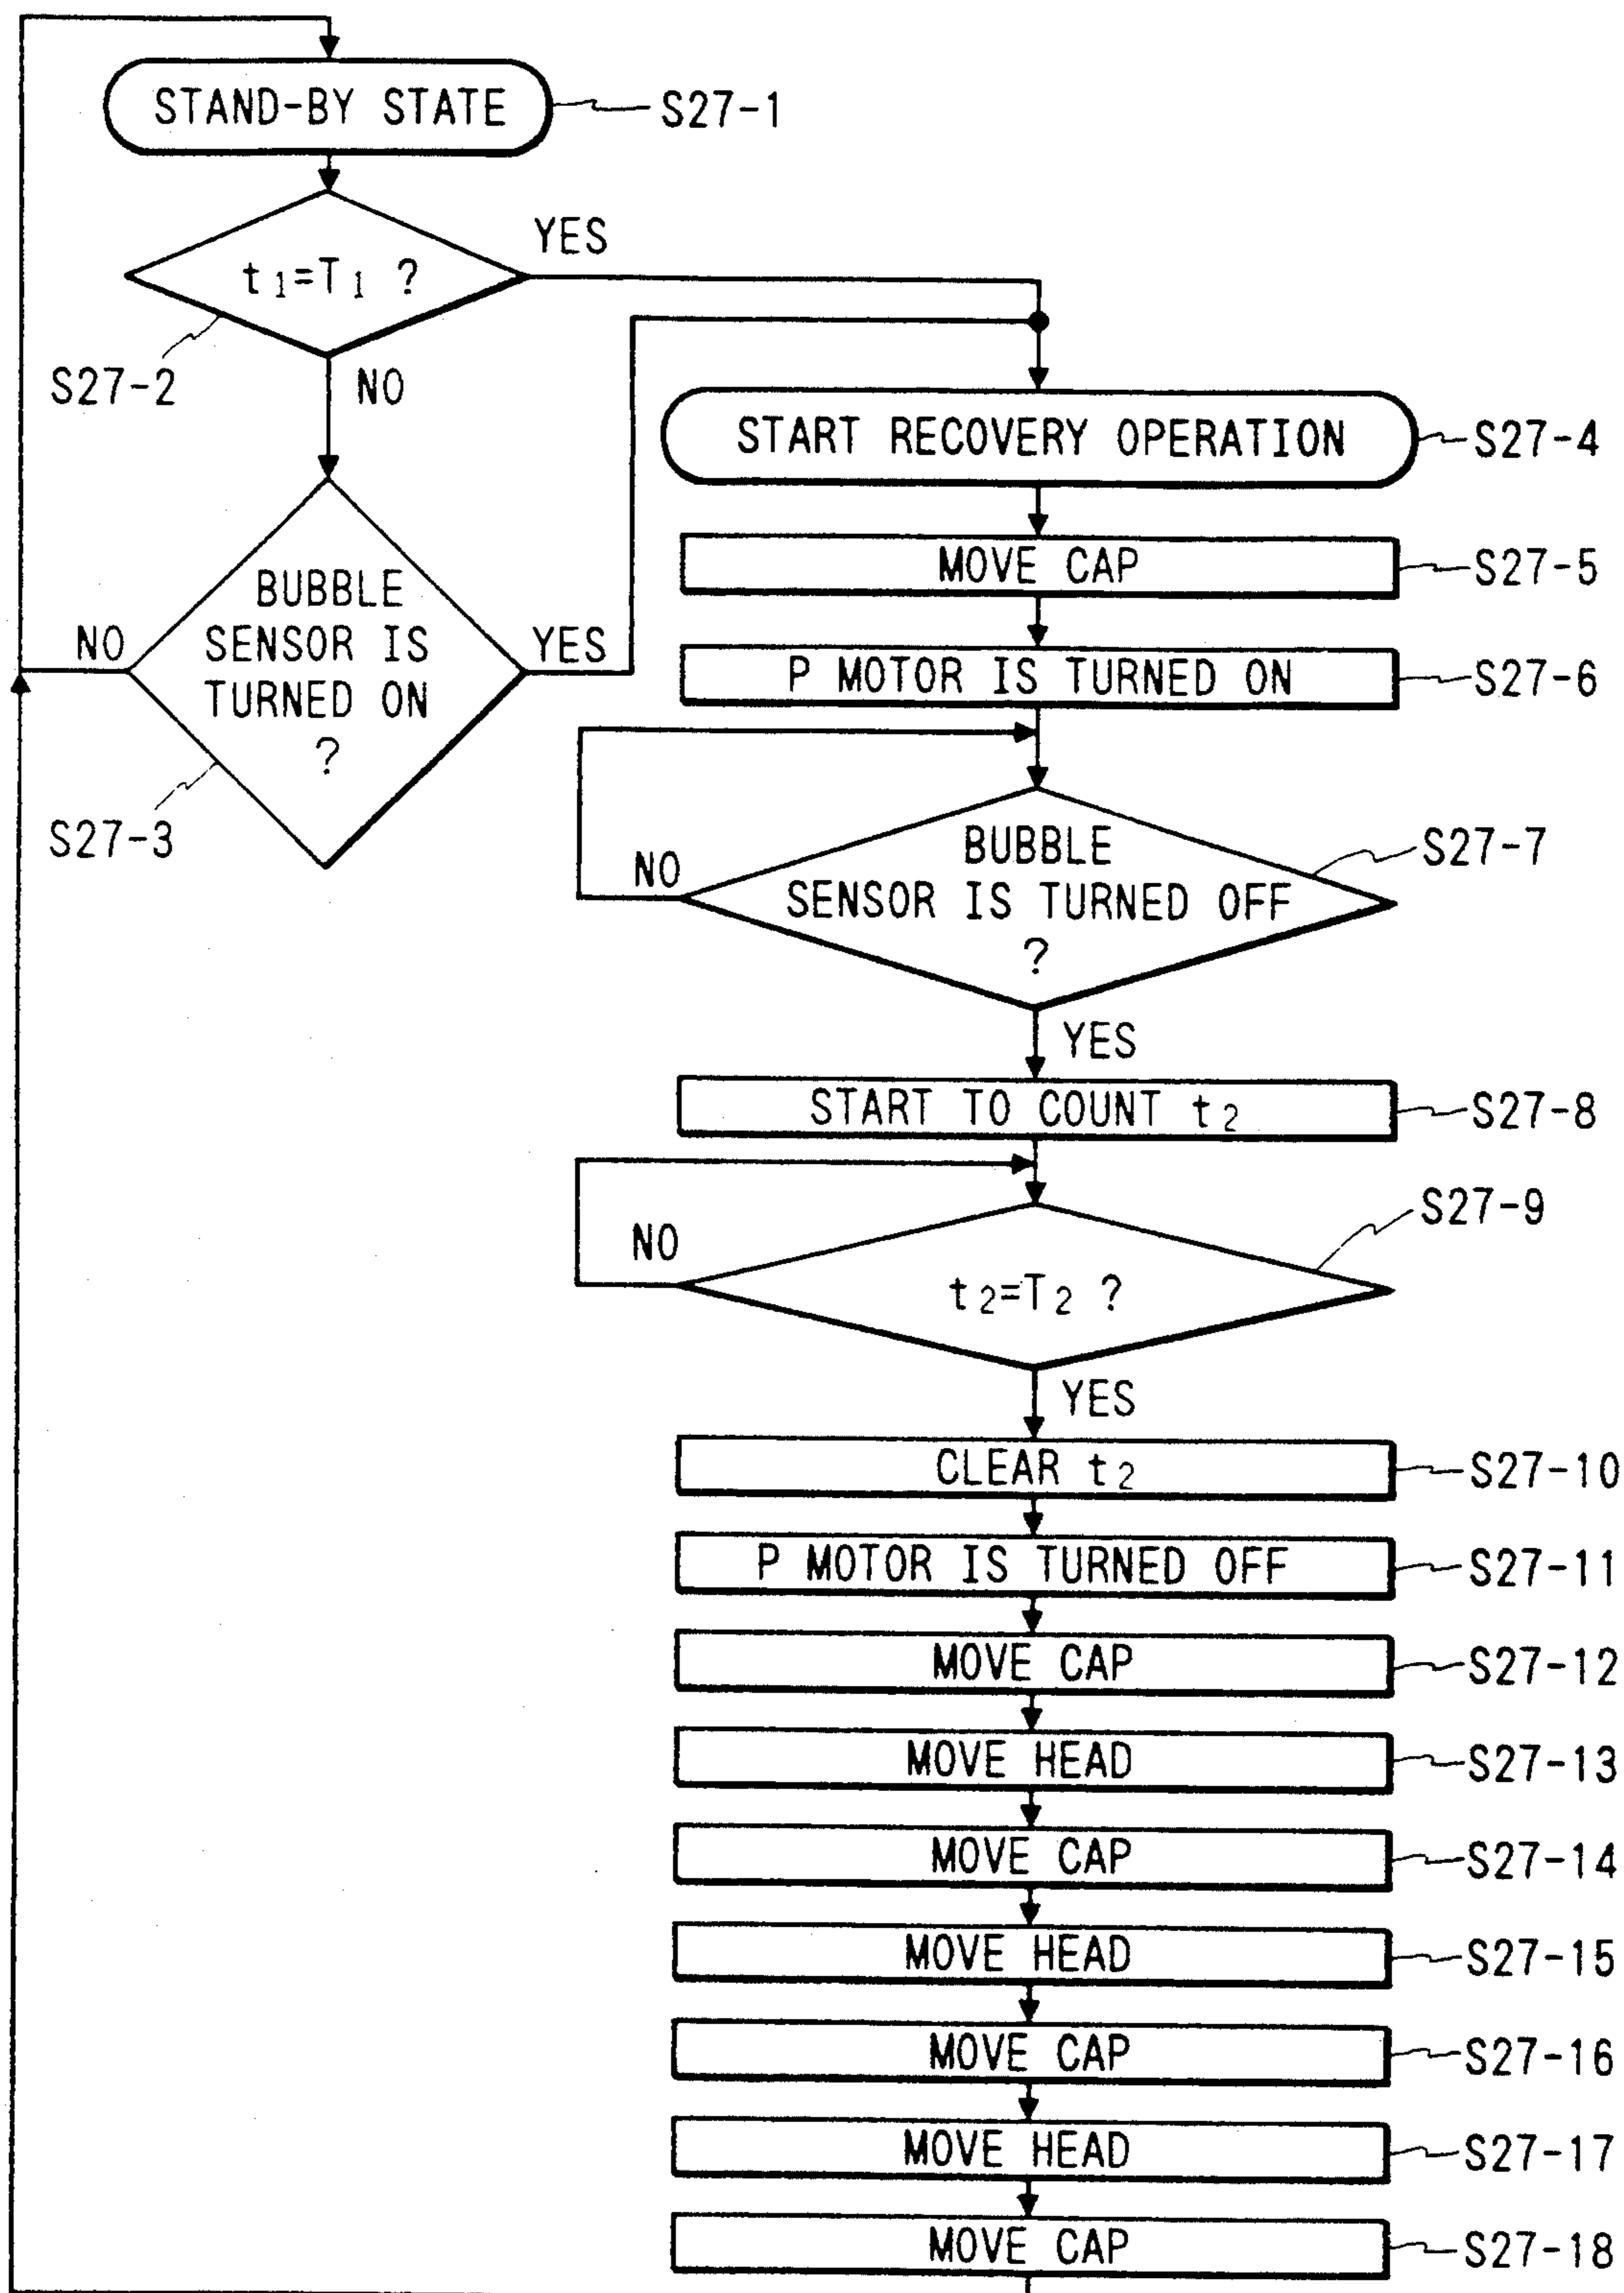 STAND-BY STATE
S27-1
t1=T1 ?
YES
S27-2
NO
START RECOVERY OPERATION
S27-4
MOVE CAP
S27-5
BUBBLE
SENSOR IS
TURNED ON
?
NO
YES
S27-3
P MOTOR IS TURNED ON
S27-6
BUBBLE
SENSOR IS TURNED OFF
?
NO
S27-7
YES
START TO COUNT t2
S27-8
t2=T2 ?
NO
S27-9
YES
CLEAR t2
S27-10
P MOTOR IS TURNED OFF
S27-11
MOVE CAP
S27-12
MOVE HEAD
S27-13
MOVE CAP
S27-14
MOVE HEAD
S27-15
MOVE CAP
S27-16
MOVE HEAD
S27-17
MOVE CAP
S27-18